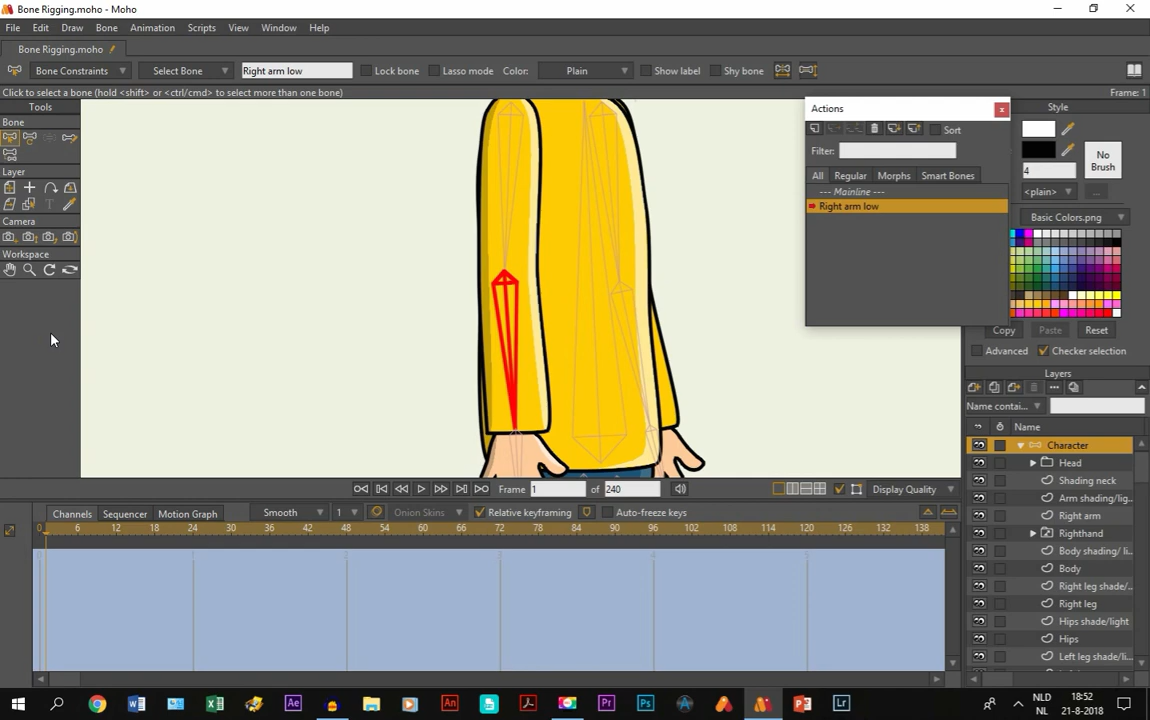 Bone Rigging.moho - Moho
File Edit Draw Bone Animation Scripts View Window Help
Bone Rigging.moho
Bone Constraints Select Bone Right arm low Lock bone Lasso mode Color: Plain Show label Shy bone
Click to select a bone (hold <shift> or <ctrl/cmd> to select more than one bone) Frame: 1
Tools
Bone
Layer
Camera
Workspace
Actions
Sort
Filter:
All Regular Morphs Smart Bones
--- Mainline ---
Right arm low
Style
4
No Brush
<plain>
...
Basic Colors.png
Copy Paste Reset
Advanced Checker selection
Layers
Name contai...
Name
Character
Head
Shading neck
Arm shading/lig...
Right arm
Righthand
Body shading/ li...
Body
Right leg shade/...
Right leg
Hips shade/light
Hips
Left leg shade/li...
Frame 1 of 240 Display Quality
Channels Sequencer Motion Graph Smooth 1 Onion Skins Relative keyframing Auto-freeze keys
0 6 12 18 24 30 36 42 48 54 60 66 72 78 84 90 96 102 108 114 120 126 132 138
0 1 2 3 4 5
NLD
NL
18:52
21-8-2018